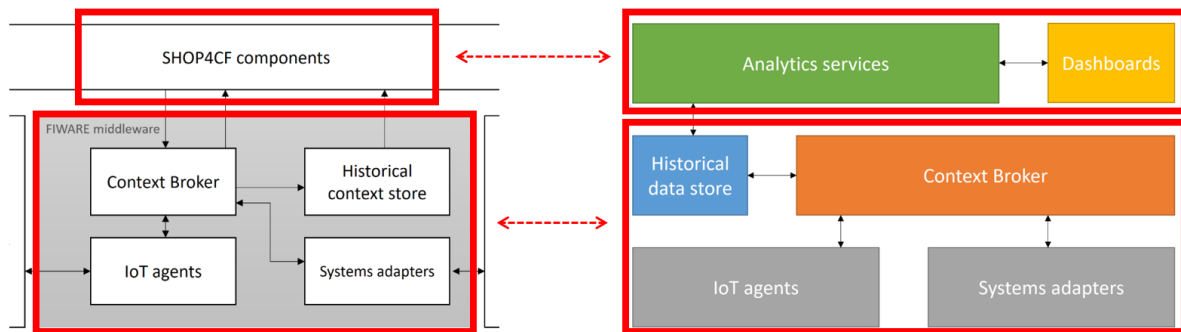 SHOP4CF components
FIWARE middleware
Context Broker
Historical
context store
IoT agents
Systems adapters
Analytics services
Dashboards
Historical
data store
Context Broker
IoT agents
Systems adapters